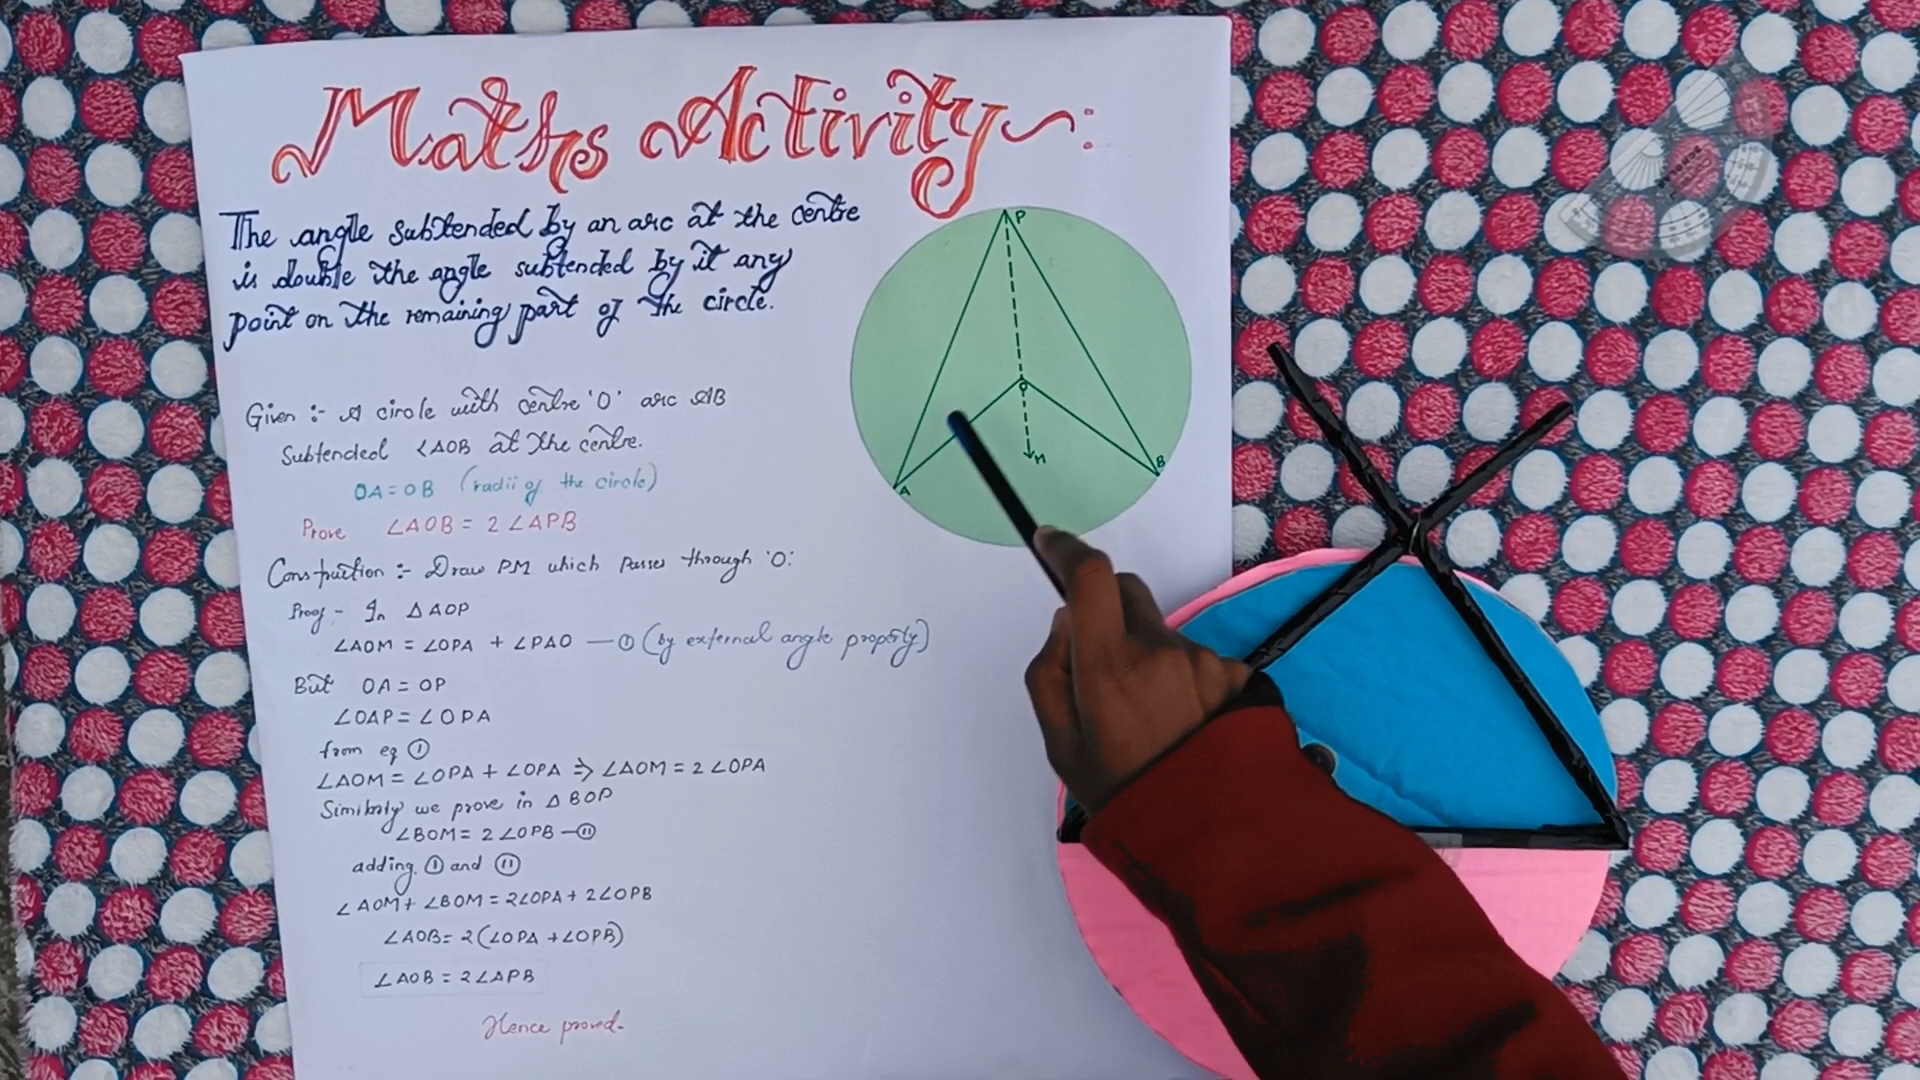 Maths Activity :
The angle subtended by an arc at the centre
is double the angle subtended by it any
point on the remaining part of the circle.
Given :- A circle with centre 'O' arc AB
Subtended ∠AOB at the centre.
OA = OB (radii of the circle)
Prove ∠AOB = 2 ∠APB
Construction :- Draw PM which Passes through 'O'.
Proof - In Δ AOP
∠AOM = ∠OPA + ∠PAO — ① (by external angle property)
But OA = OP
∠OAP = ∠OPA
from eq ①
∠AOM = ∠OPA + ∠OPA ⇒ ∠AOM = 2 ∠OPA
Similarly we prove in Δ BOP
∠BOM = 2 ∠OPB — ⑪
adding ① and ⑪
∠AOM + ∠BOM = 2∠OPA + 2∠OPB
∠AOB = 2(∠OPA + ∠OPB)
∠AOB = 2∠APB
Hence proved.
P
O
M
A
B